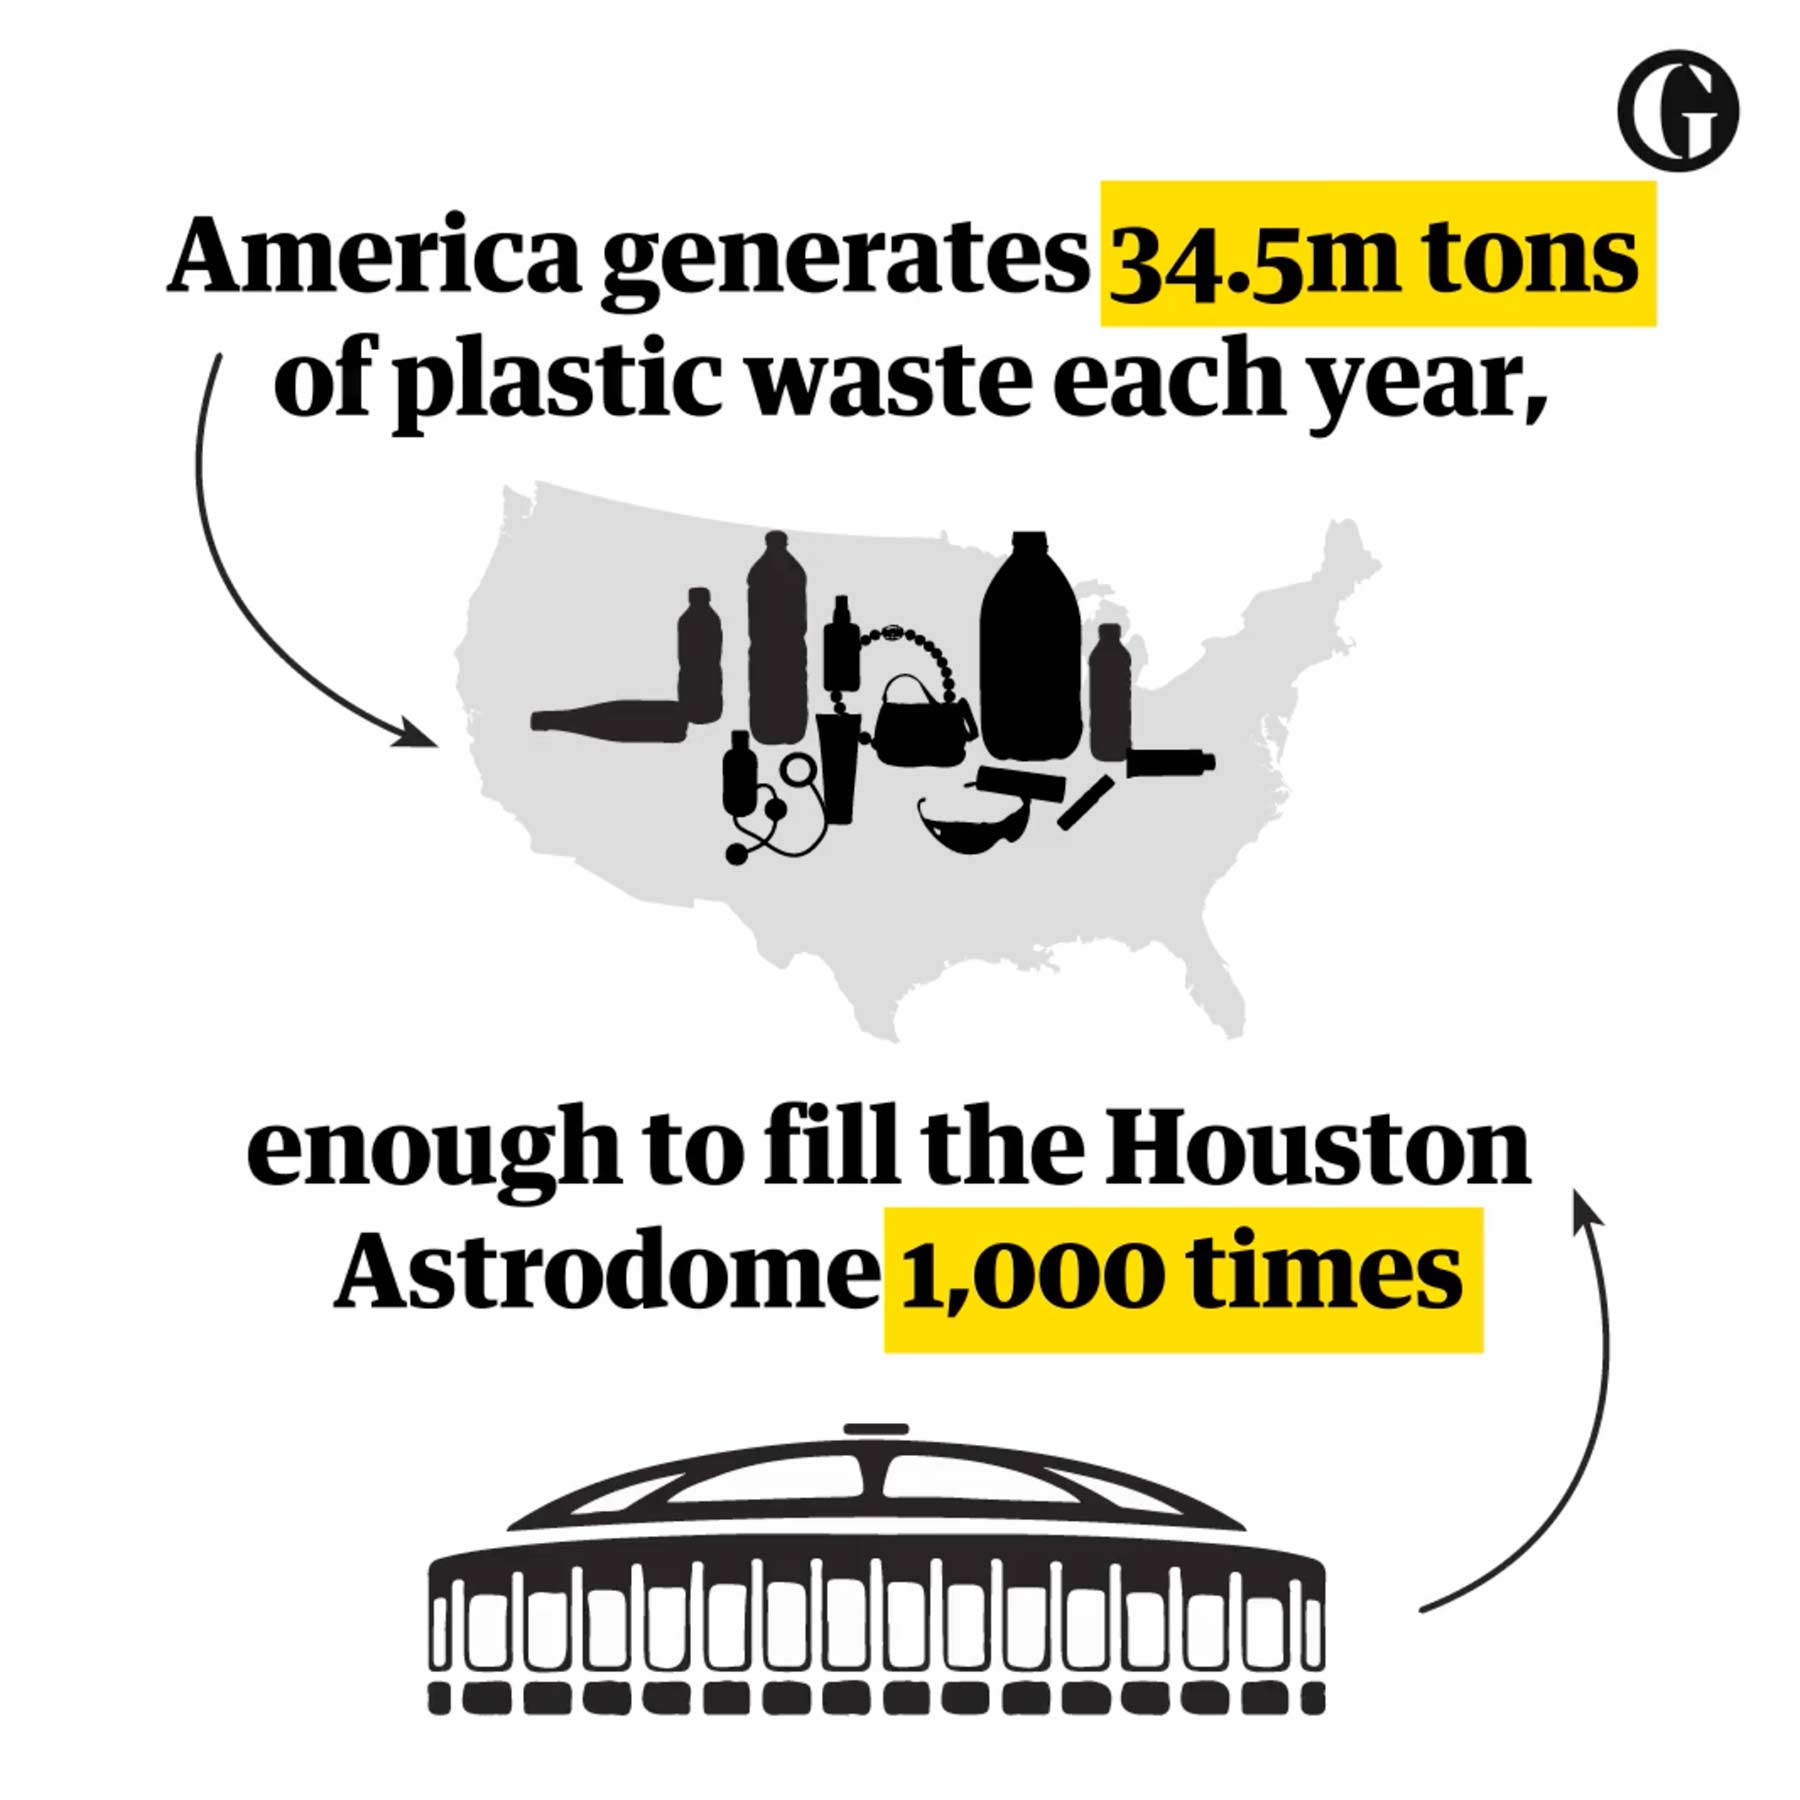 G
America generates 34.5m tons
of plastic waste each year,
enough to fill the Houston
Astrodome 1,000 times